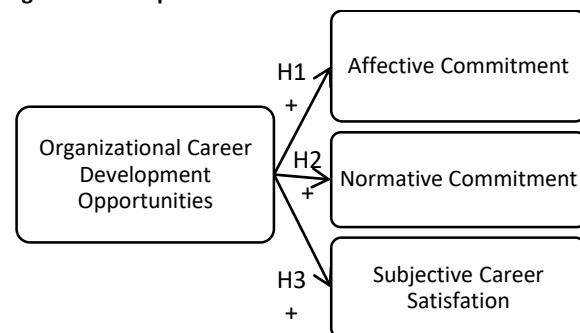 H1
+
Affective Commitment
Organizational Career
Development
Opportunities
H2
+
Normative Commitment
H3
+
Subjective Career
Satisfation